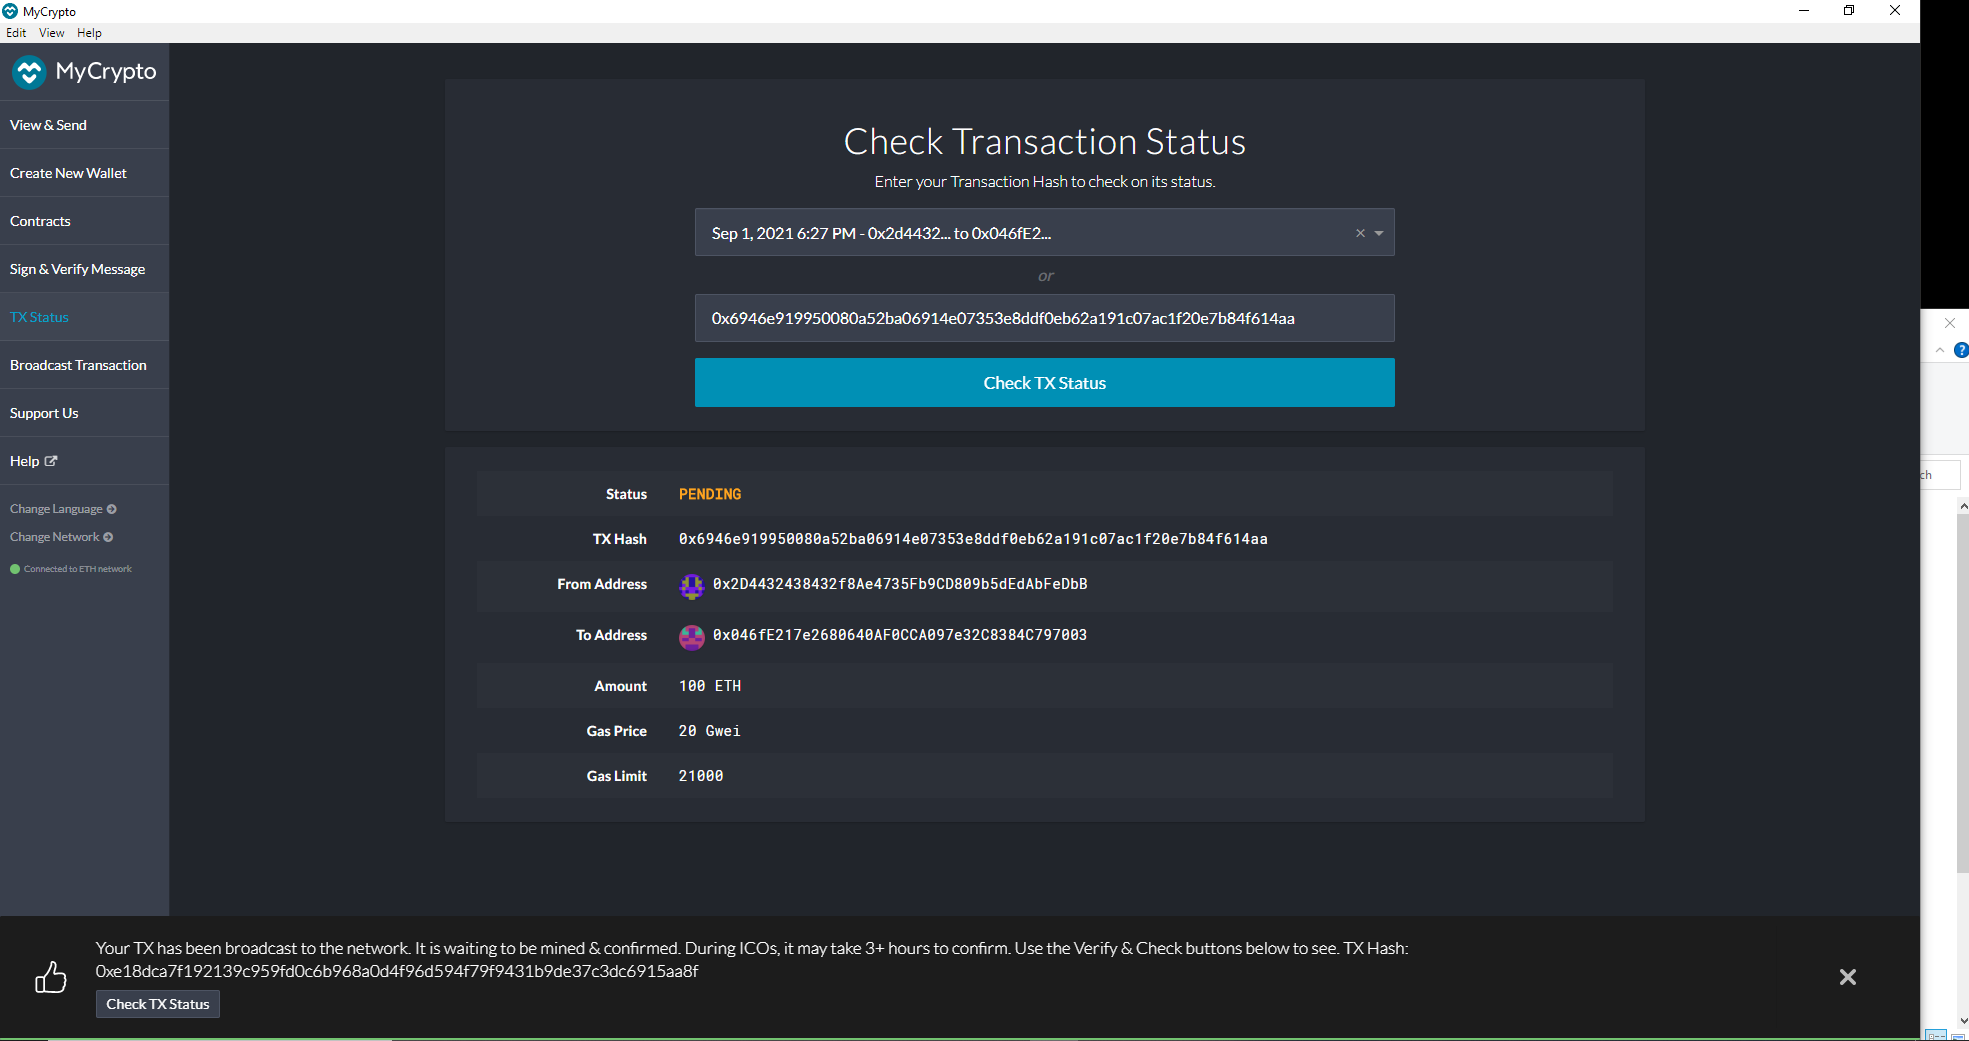 MyCrypto
Edit View Help
MyCrypto
View & Send
Create New Wallet
Contracts
Sign & Verify Message
TX Status
Broadcast Transaction
Support Us
Help
Change Language
Change Network
Connected to ETH network
Check Transaction Status
Enter your Transaction Hash to check on its status.
Sep 1, 2021 6:27 PM - 0x2d4432... to 0x046fE2...
or
0x6946e919950080a52ba06914e07353e8ddf0eb62a191c07ac1f20e7b84f614aa
Check TX Status
Status PENDING
TX Hash 0x6946e919950080a52ba06914e07353e8ddf0eb62a191c07ac1f20e7b84f614aa
From Address 0x2D4432438432f8Ae4735Fb9CD809b5dEdAbFeDbB
To Address 0x046fE217e2680640AF0CCA097e32C8384C797003
Amount 100 ETH
Gas Price 20 Gwei
Gas Limit 21000
ch
Your TX has been broadcast to the network. It is waiting to be mined & confirmed. During ICOs, it may take 3+ hours to confirm. Use the Verify & Check buttons below to see. TX Hash:
0xe18dca7f192139c959fd0c6b968a0d4f96d594f79f9431b9de37c3dc6915aa8f
Check TX Status